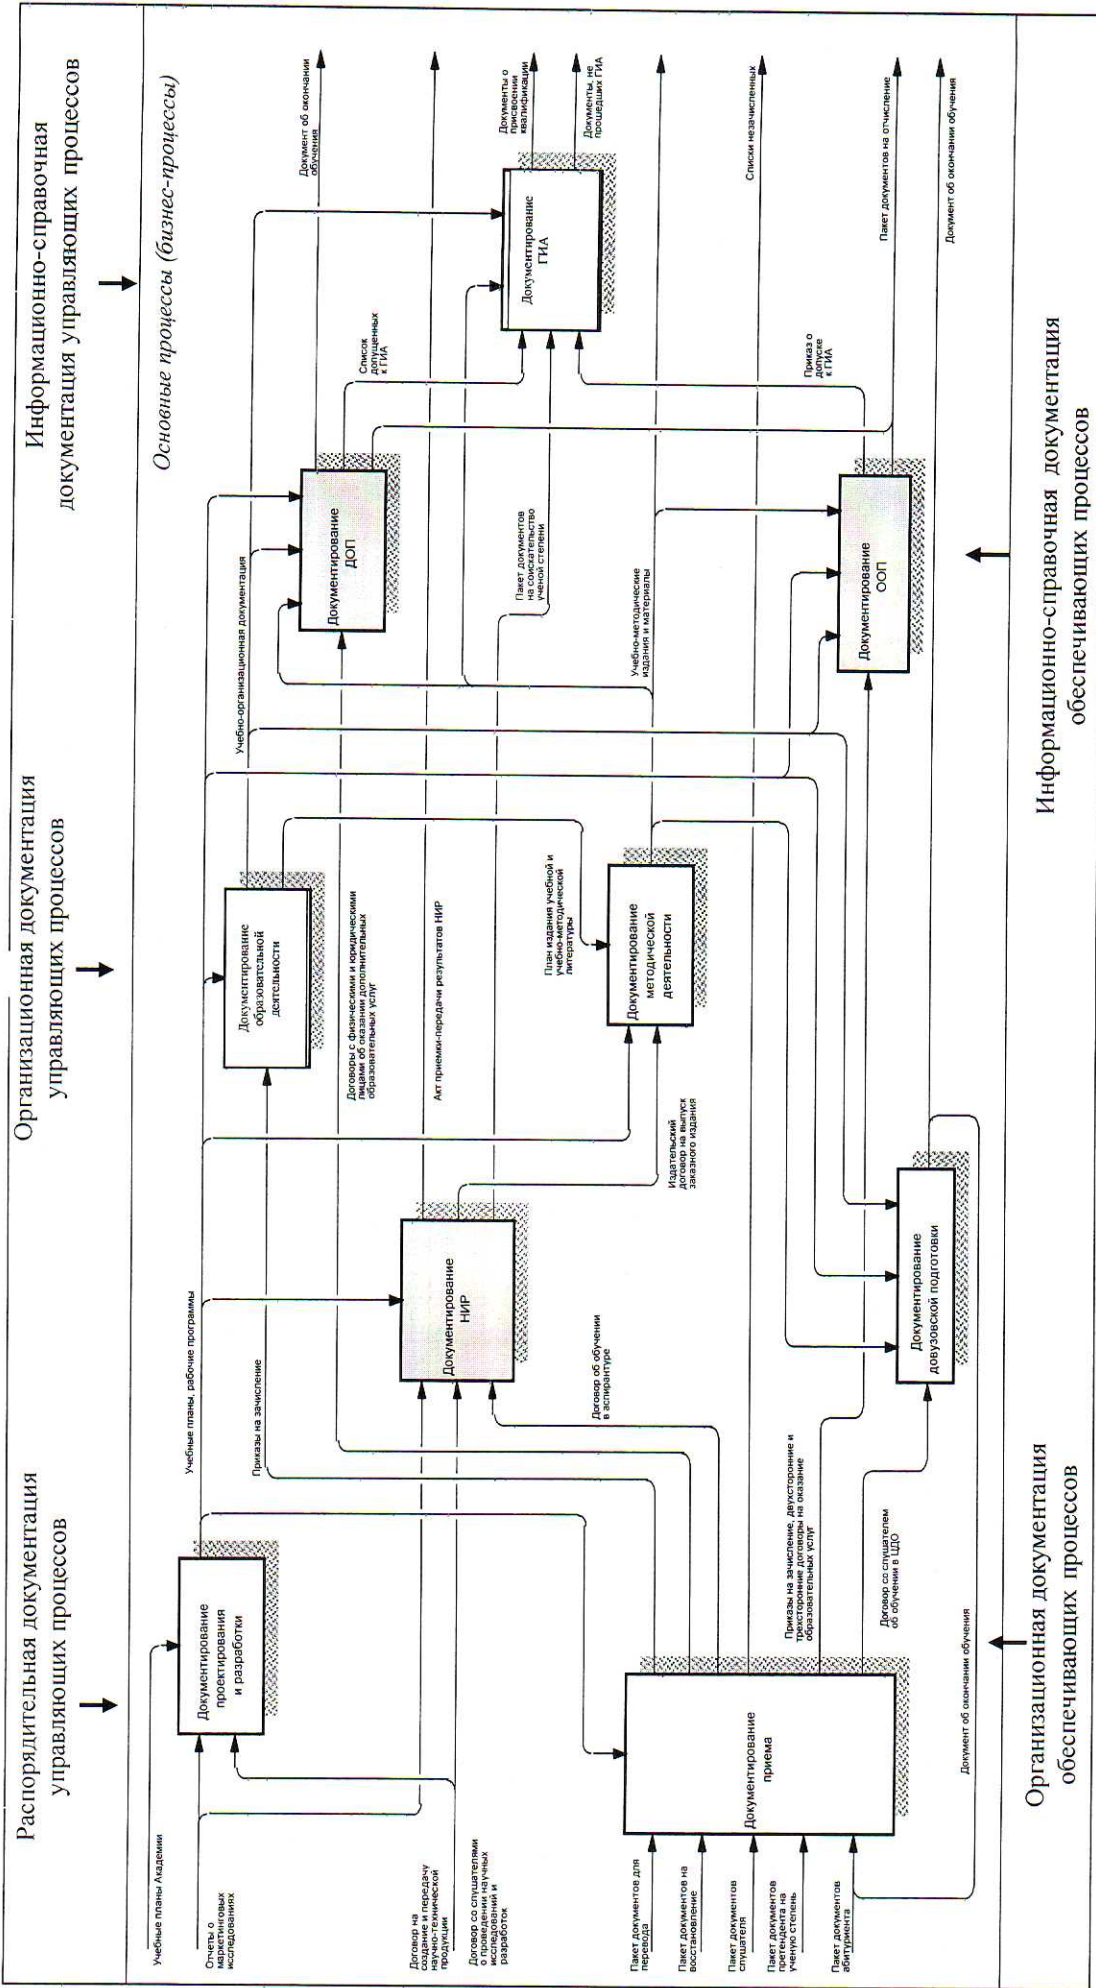 Распорядительная документация
управляющих процессов
Организационная документация
управляющих процессов
Информационно-справочная
документация управляющих процессов
Основные процессы (бизнес-процессы)
Учебные планы Академии
Отчеты о
маркетинговых
исследованиях
Договор на
создание и передачу
научно-технической
продукции
Договор со слушателями
о проведении научных
исследований и
разработок
Пакет документов для
перевода
Пакет документов на
восстановление
Пакет документов
слушателя
Пакет документов
претендента на
ученую степень
Пакет документов
абитуриента
Документирование
проектирования
и разработки
Документирование
приема
Учебные планы, рабочие программы
Приказы на зачисление
Договор об обучении
в аспирантуре
Приказы на зачисление, двухсторонние и
трехсторонние договоры на оказание
образовательных услуг
Договор со слушателем
об обучении в ЦДО
Документ об окончании обучения
Документирование
НИР
Документирование
довузовской подготовки
Документирование
образовательной
деятельности
Договоры с физическими и юридическими
лицами об оказании дополнительных
образовательных услуг
Акт приемки-передачи результатов НИР
План издания учебной и
учебно-методической
литературы
Издательский
договор на выпуск
заказного издания
Документирование
методической
деятельности
Учебно-организационная документация
Документирование
ДОП
Пакет документов
на соискательство
ученой степени
Учебно-методические
издания и материалы
Документирование
ООП
Список
допущенных
к ГИА
Приказ о
допуске
к ГИА
Документирование
ГИА
Документ об окончании
обучения
Документы о
присвоении
квалификации
Документы, не
прошедших ГИА
Списки незачисленных
Пакет документов на отчисление
Документ об окончании обучения
Организационная документация
обеспечивающих процессов
Информационно-справочная документация
обеспечивающих процессов